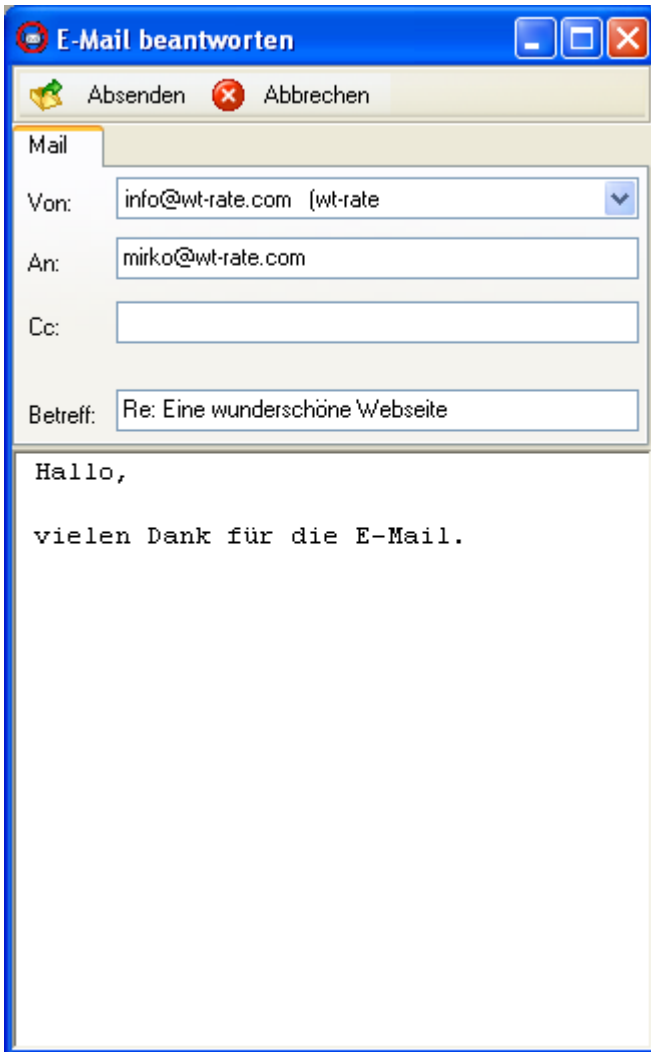 E-Mail beantworten
Absenden Abbrechen
Mail
Von: info@wt-rate.com (wt-rate
An: mirko@wt-rate.com
Cc:
Betreff: Re: Eine wunderschöne Webseite
Hallo,
vielen Dank für die E-Mail.